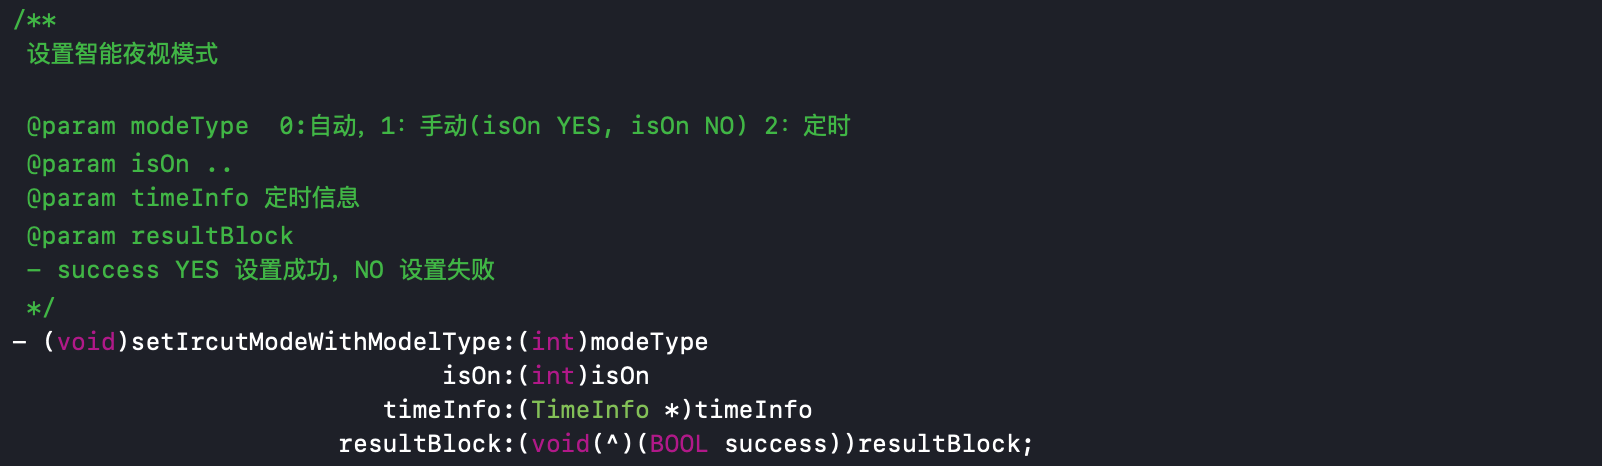 /**
设置智能夜视模式
@param modeType  0:自动，1：手动(isOn YES, isOn NO) 2：定时
@param isOn ..
@param timeInfo 定时信息
@param resultBlock
- success YES 设置成功，NO 设置失败
*/
- (void)setIrcutModeWithModelType:(int)modeType
isOn:(int)isOn
timeInfo:(TimeInfo *)timeInfo
resultBlock:(void(^)(BOOL success))resultBlock;